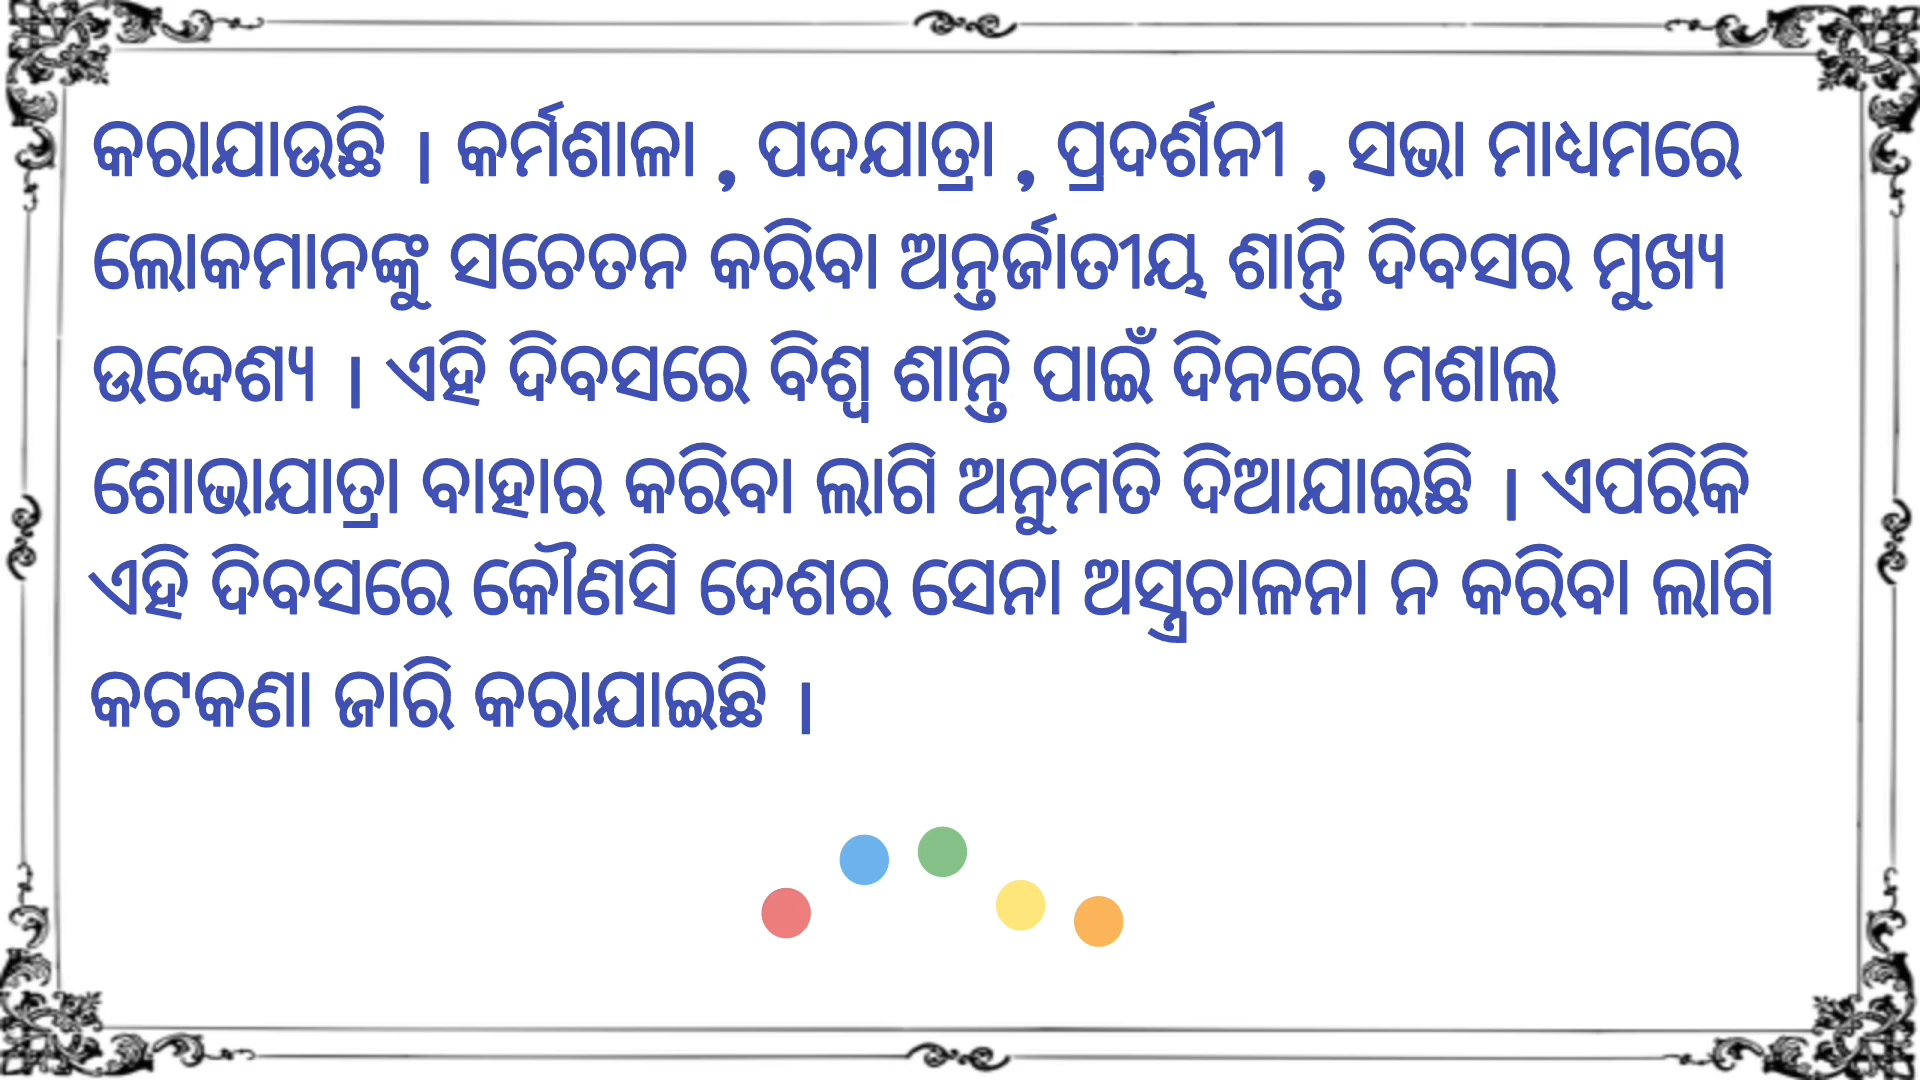 କରାଯାଉଛି । କର୍ମଶାଳା , ପଦଯାତ୍ରା , ପ୍ରଦର୍ଶନୀ , ସଭା ମାଧ୍ୟମରେ
ଲୋକମାନଙ୍କୁ ସଚେତନ କରିବା ଅନ୍ତର୍ଜାତୀୟ ଶାନ୍ତି ଦିବସର ମୁଖ୍ୟ
ଉଦ୍ଦେଶ୍ୟ । ଏହି ଦିବସରେ ବିଶ୍ୱ ଶାନ୍ତି ପାଇଁ ଦିନରେ ମଶାଲ
ଶୋଭାଯାତ୍ରା ବାହାର କରିବା ଲାଗି ଅନୁମତି ଦିଆଯାଇଛି । ଏପରିକି
ଏହି ଦିବସରେ କୌଣସି ଦେଶର ସେନା ଅସ୍ତ୍ରଚାଳନା ନ କରିବା ଲାଗି
କଟକଣା ଜାରି କରାଯାଇଛି ।